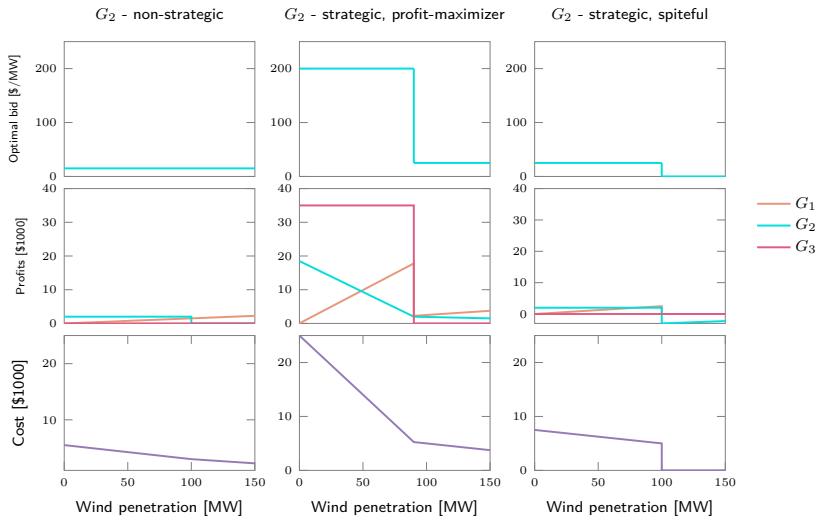 G₂ - non-strategic
G₂ - strategic, profit-maximizer
G₂ - strategic, spiteful
Optimal bid [$/MW]
200
100
0
200
100
0
200
100
0
Profits [$1000]
40
30
20
10
0
40
30
20
10
0
40
30
20
10
0
G₁
G₂
G₃
Cost [$1000]
20
10
20
10
0
20
10
0
0 50 100 150
0 50 100 150
0 50 100 150
Wind penetration [MW]
Wind penetration [MW]
Wind penetration [MW]